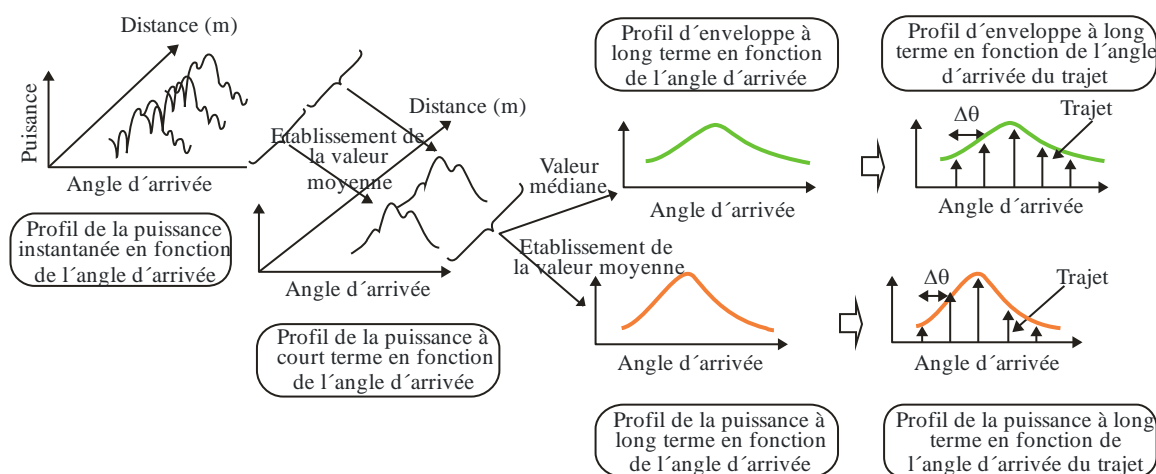 Distance (m)
Puisance
Angle d´arrivée
Profil de la puissance
instantanée en fonction
de l´angle d´arrivée
Etablissement de
la valeur
moyenne
Distance (m)
Angle d´arrivée
Profil de la puissance à
court terme en fonction
de l´angle d´arrivée
Valeur
médiane
Etablissement de
la valeur moyenne
Profil d´enveloppe à
long terme en fonction
de l´angle d´arrivée
Angle d´arrivée
Profil d´enveloppe à long
terme en fonction de l´angle
d´arrivée du trajet
Δθ
Trajet
Angle d´arrivée
Angle d´arrivée
Profil de la puissance à
long terme en fonction
de l´angle d´arrivée
Δθ
Trajet
Angle d´arrivée
Profil de la puissance à long
terme en fonction de
l´angle d´arrivée du trajet